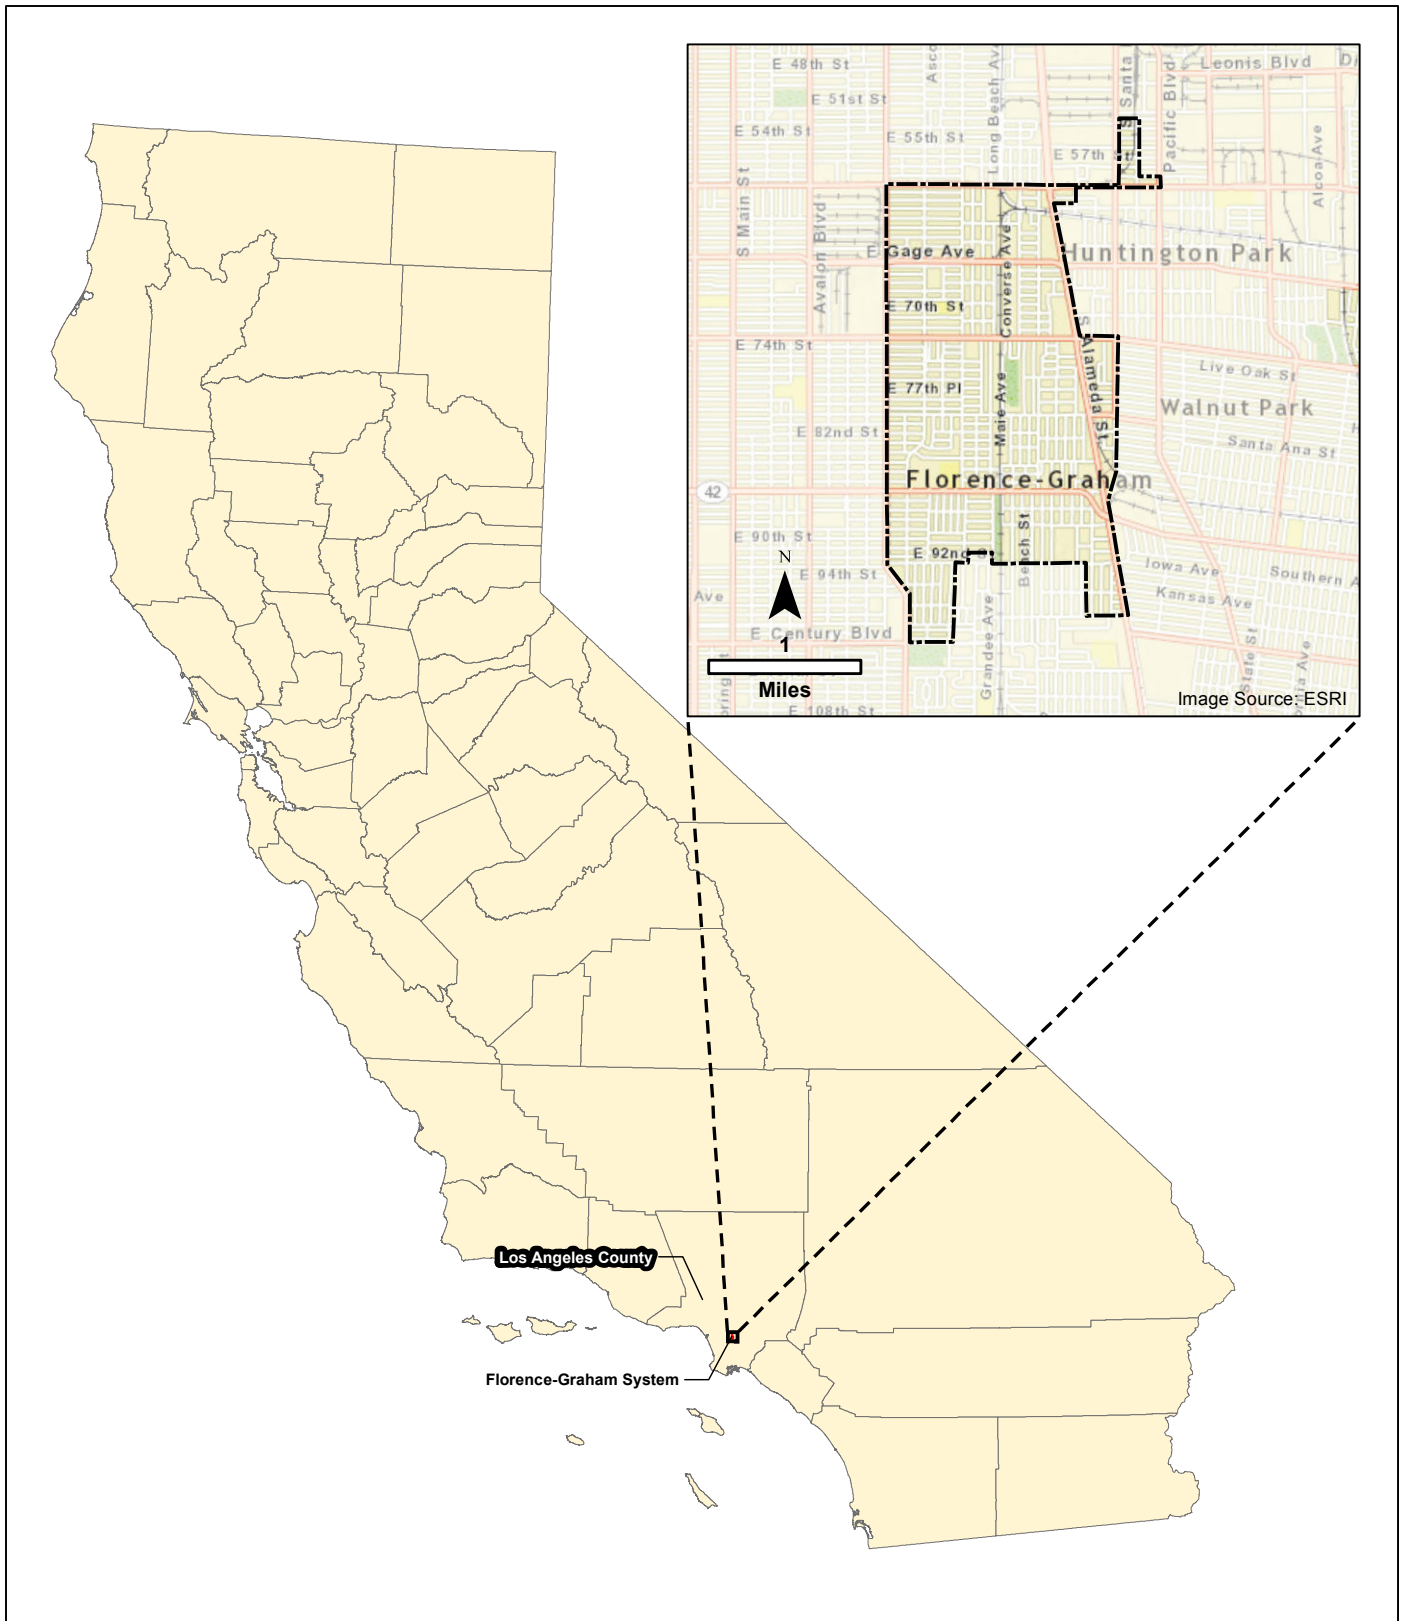 E 48th St
Asco
Long Beach Av
S Santa
Pacific Blvd
Leonis Blvd
Di
E 51st St
E 54th St
E 55th St
E 57th St
Alcoa Ave
S Main St
Avalon Blvd
E Gage Ave
Converse Ave
Huntington Park
E 70th St
E 74th St
S Alameda St
Live Oak St
E 77th Pl
Maie Ave
Walnut Park
E 82nd St
Santa Ana St
Florence-Graham
42
E 90th St
E 92nd S
Beach St
Iowa Ave
Southern A
E 94th St
N
Ave
Kansas Ave
E Century Blvd
Grandee Ave
State St
1
Miles
E 108th St
Image Source: ESRI
Los Angeles County
Florence-Graham System